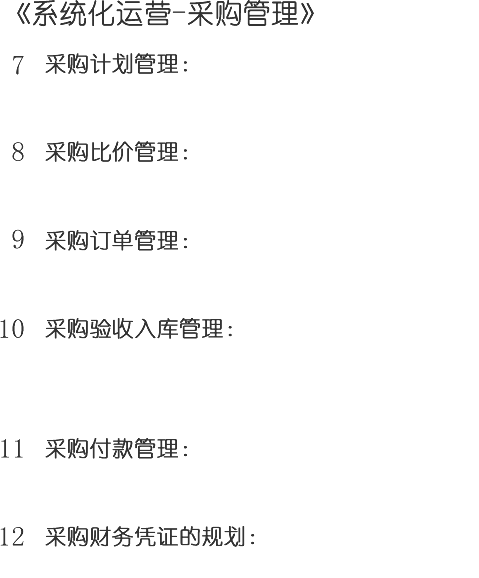 《系统化运营-采购管理》
7 采购计划管理：
8 采购比价管理：
9 采购订单管理：
10 采购验收入库管理：
11 采购付款管理：
12 采购财务凭证的规划：